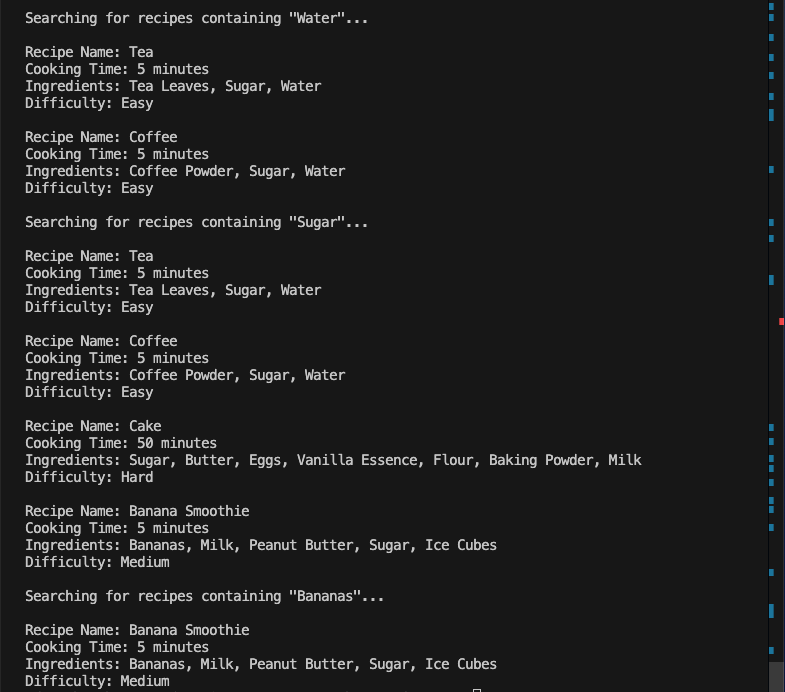 Searching for recipes containing "Water"...
Recipe Name: Tea
Cooking Time: 5 minutes
Ingredients: Tea Leaves, Sugar, Water
Difficulty: Easy
Recipe Name: Coffee
Cooking Time: 5 minutes
Ingredients: Coffee Powder, Sugar, Water
Difficulty: Easy
Searching for recipes containing "Sugar"...
Recipe Name: Tea
Cooking Time: 5 minutes
Ingredients: Tea Leaves, Sugar, Water
Difficulty: Easy
Recipe Name: Coffee
Cooking Time: 5 minutes
Ingredients: Coffee Powder, Sugar, Water
Difficulty: Easy
Recipe Name: Cake
Cooking Time: 50 minutes
Ingredients: Sugar, Butter, Eggs, Vanilla Essence, Flour, Baking Powder, Milk
Difficulty: Hard
Recipe Name: Banana Smoothie
Cooking Time: 5 minutes
Ingredients: Bananas, Milk, Peanut Butter, Sugar, Ice Cubes
Difficulty: Medium
Searching for recipes containing "Bananas"...
Recipe Name: Banana Smoothie
Cooking Time: 5 minutes
Ingredients: Bananas, Milk, Peanut Butter, Sugar, Ice Cubes
Difficulty: Medium